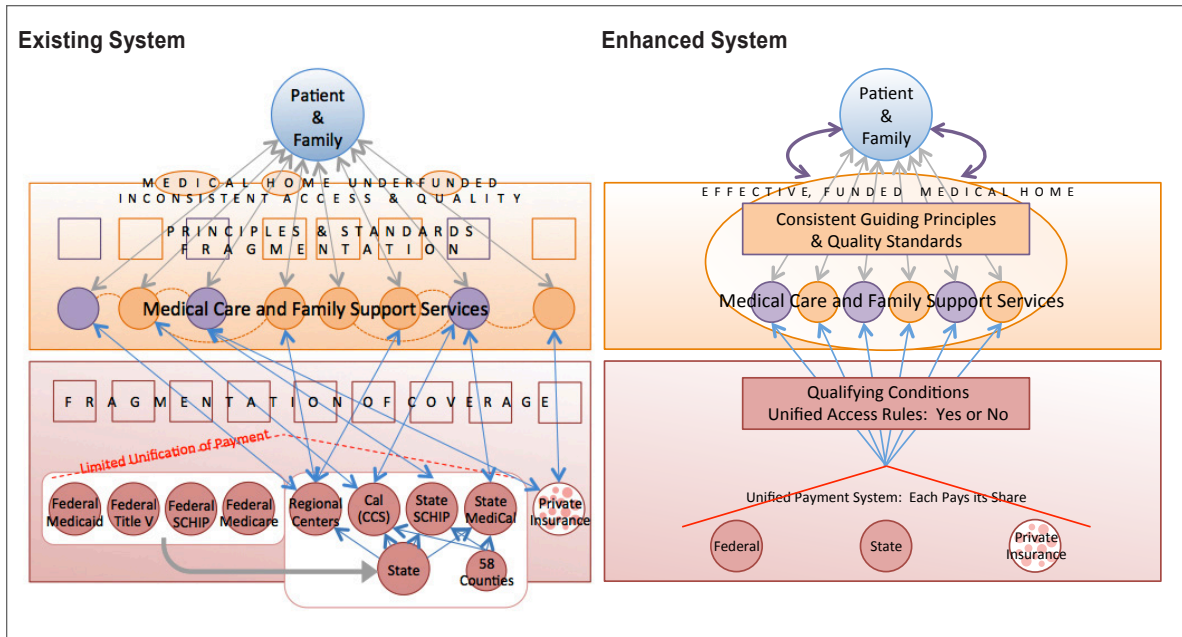 Existing System
Patient
&
Family
MEDICAL HOME UNDERFUNDED
INCONSISTENT ACCESS & QUALITY
PRINCIPLES & STANDARDS
FRAGMENTATION
Medical Care and Family Support Services
FRAGMENTATION OF COVERAGE
Limited Unification of Payment
Federal
Medicaid
Federal
Title V
Federal
SCHIP
Federal
Medicare
Regional
Centers
Cal
(CCS)
State
SCHIP
State
MediCal
Private
Insurance
State
58
Counties
Enhanced System
Patient
&
Family
EFFECTIVE, FUNDED MEDICAL HOME
Consistent Guiding Principles
& Quality Standards
Medical Care and Family Support Services
Qualifying Conditions
Unified Access Rules: Yes or No
Unified Payment System: Each Pays its Share
Federal
State
Private
Insurance